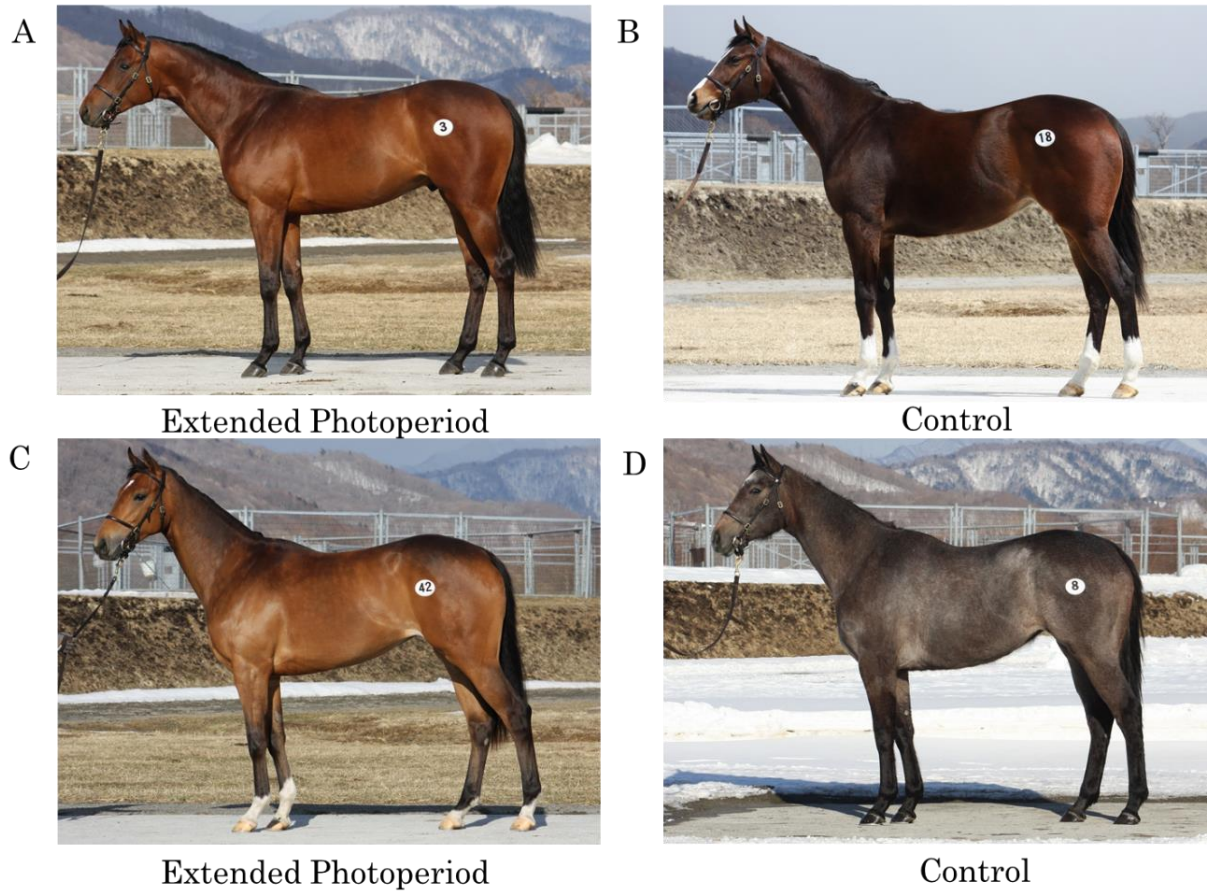 A
B
3
18
Extended Photoperiod
Control
C
D
42
8
Extended Photoperiod
Control